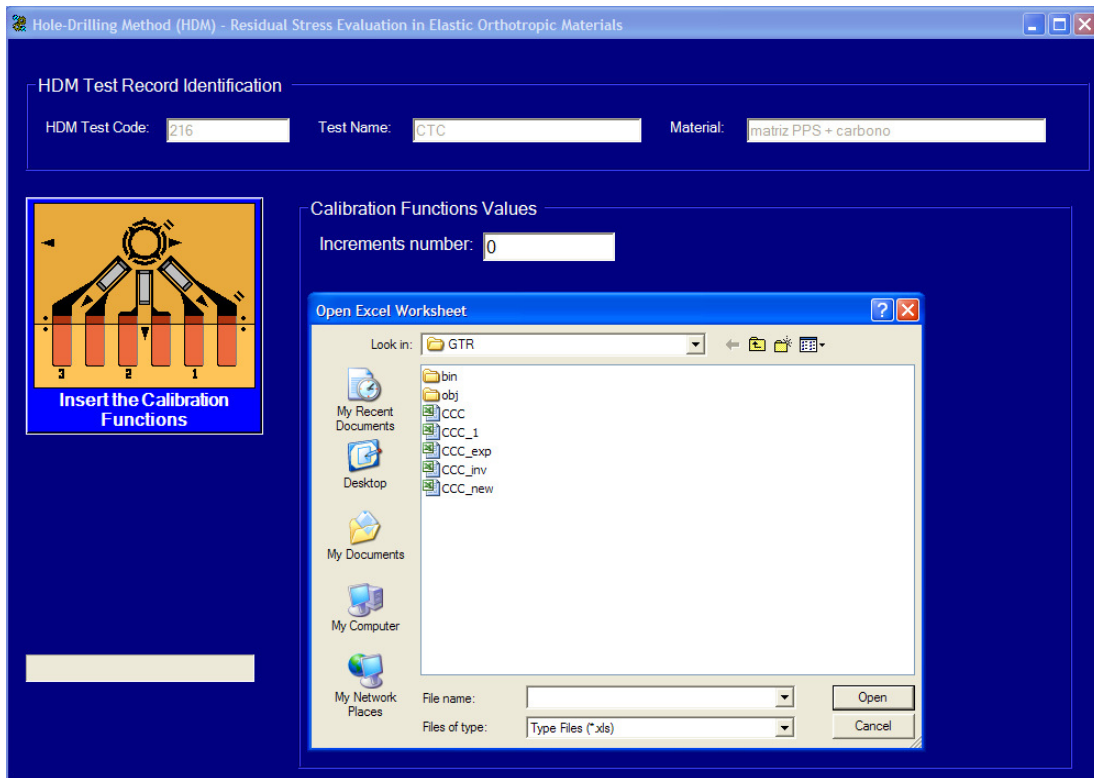 Hole-Drilling Method (HDM) - Residual Stress Evaluation in Elastic Orthotropic Materials
HDM Test Record Identification
HDM Test Code: 216 Test Name: CTC Material: matriz PPS + carbono
3 2 1
Insert the Calibration
Functions
Calibration Functions Values
Increments number: 0
Open Excel Worksheet
Look in: GTR
My Recent
Documents
Desktop
My Documents
My Computer
My Network
Places
bin
obj
CCC
CCC_1
CCC_exp
CCC_inv
CCC_new
File name: Open
Files of type: Type Files (*.xls) Cancel